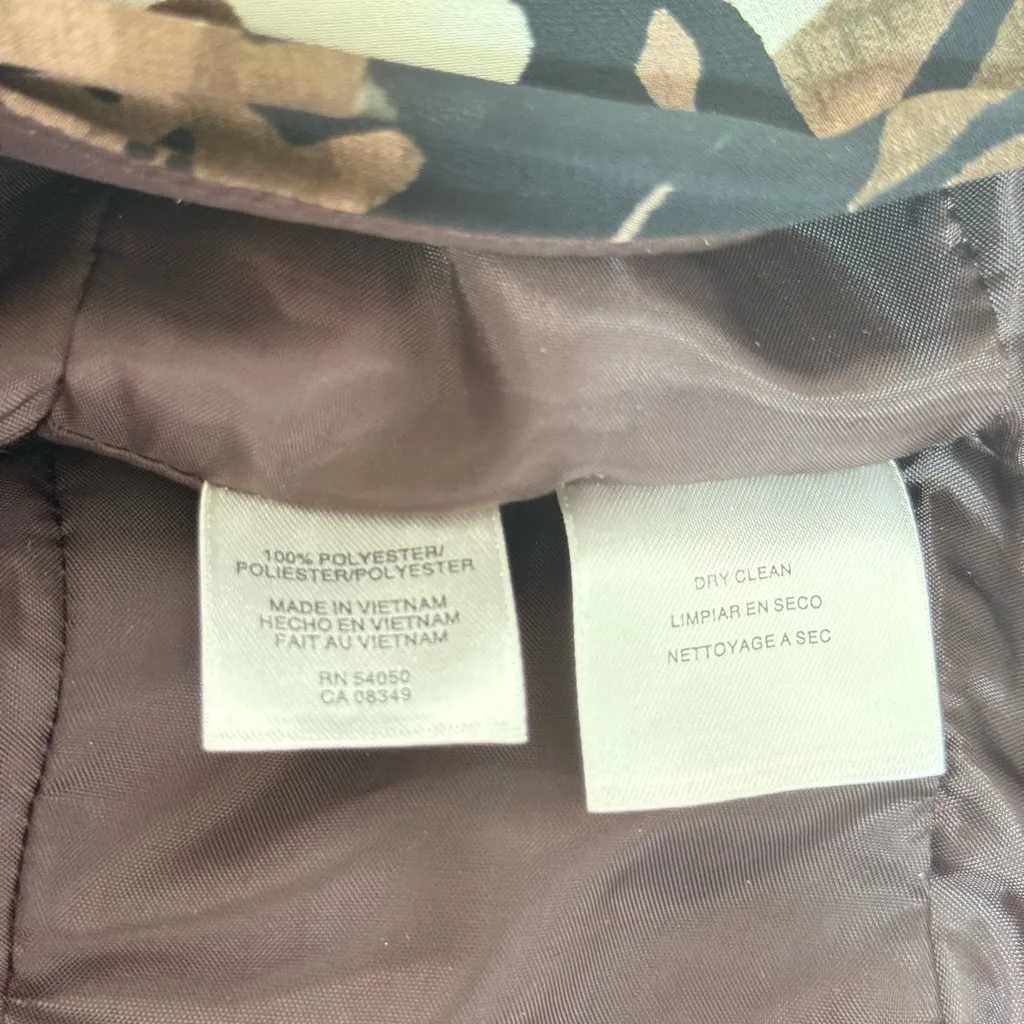 100% POLYESTER/
POLIESTER/POLYESTER
MADE IN VIETNAM
HECHO EN VIETNAM
FAIT AU VIETNAM
RN 54050
CA 08349
DRY CLEAN
LIMPIAR EN SECO
NETTOYAGE A SEC